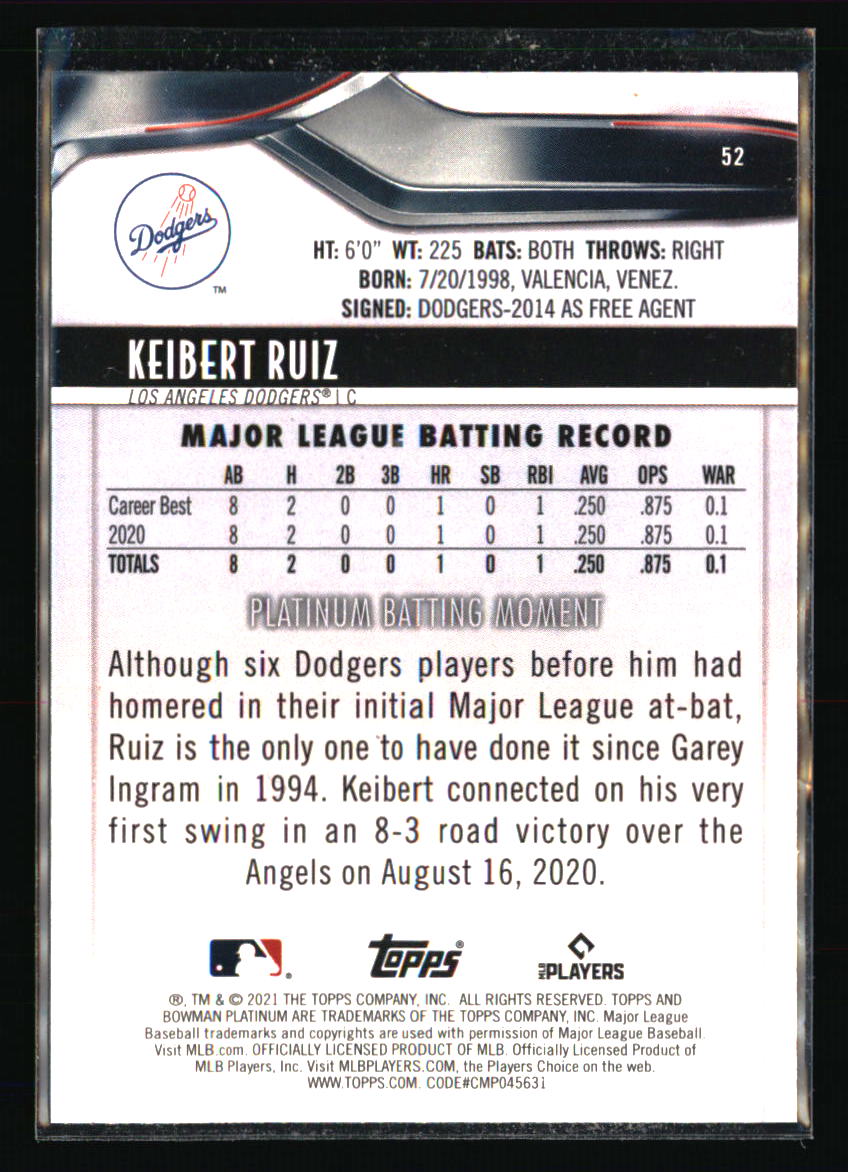 52
Dodgers
TM
HT: 6'0" WT: 225 BATS: BOTH THROWS: RIGHT
BORN: 7/20/1998, VALENCIA, VENEZ.
SIGNED: DODGERS-2014 AS FREE AGENT
KEIBERT RUIZ
LOS ANGELES DODGERS® | C
MAJOR LEAGUE BATTING RECORD
AB H 2B 3B HR SB RBI AVG OPS WAR
Career Best 8 2 0 0 1 0 1 .250 .875 0.1
2020 8 2 0 0 1 0 1 .250 .875 0.1
TOTALS 8 2 0 0 1 0 1 .250 .875 0.1
PLATINUM BATTING MOMENT
Although six Dodgers players before him had
homered in their initial Major League at-bat,
Ruiz is the only one to have done it since Garey
Ingram in 1994. Keibert connected on his very
first swing in an 8-3 road victory over the
Angels on August 16, 2020.
® topps® MLB PLAYERS
®, TM & © 2021 THE TOPPS COMPANY, INC. ALL RIGHTS RESERVED. TOPPS AND
BOWMAN PLATINUM ARE TRADEMARKS OF THE TOPPS COMPANY, INC. Major League
Baseball trademarks and copyrights are used with permission of Major League Baseball.
Visit MLB.com. OFFICIALLY LICENSED PRODUCT OF MLB. Officially Licensed Product of
MLB Players, Inc. Visit MLBPLAYERS.COM, the Players Choice on the web.
WWW.TOPPS.COM. CODE#CMP045631